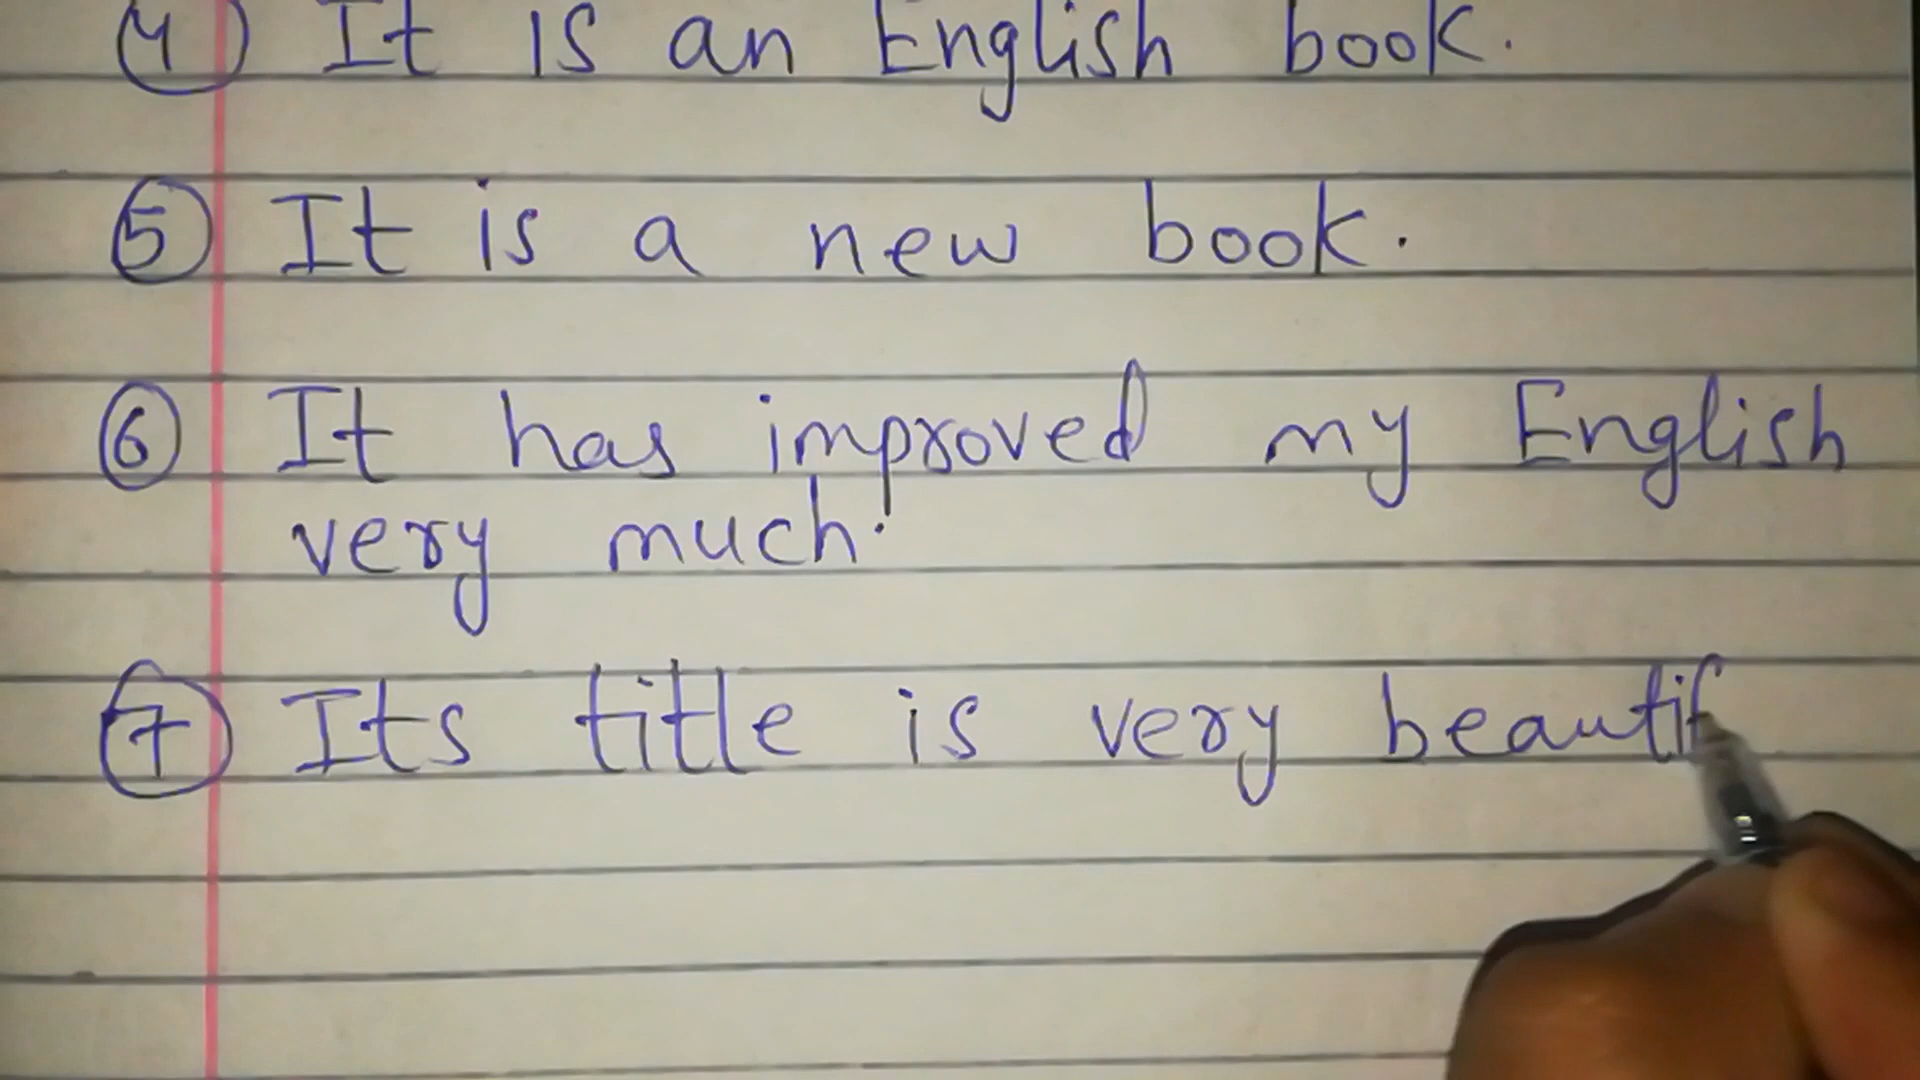 4 It is an English book.
5 It is a new book.
6 It has improved my English
very much.
7 Its title is very beautif